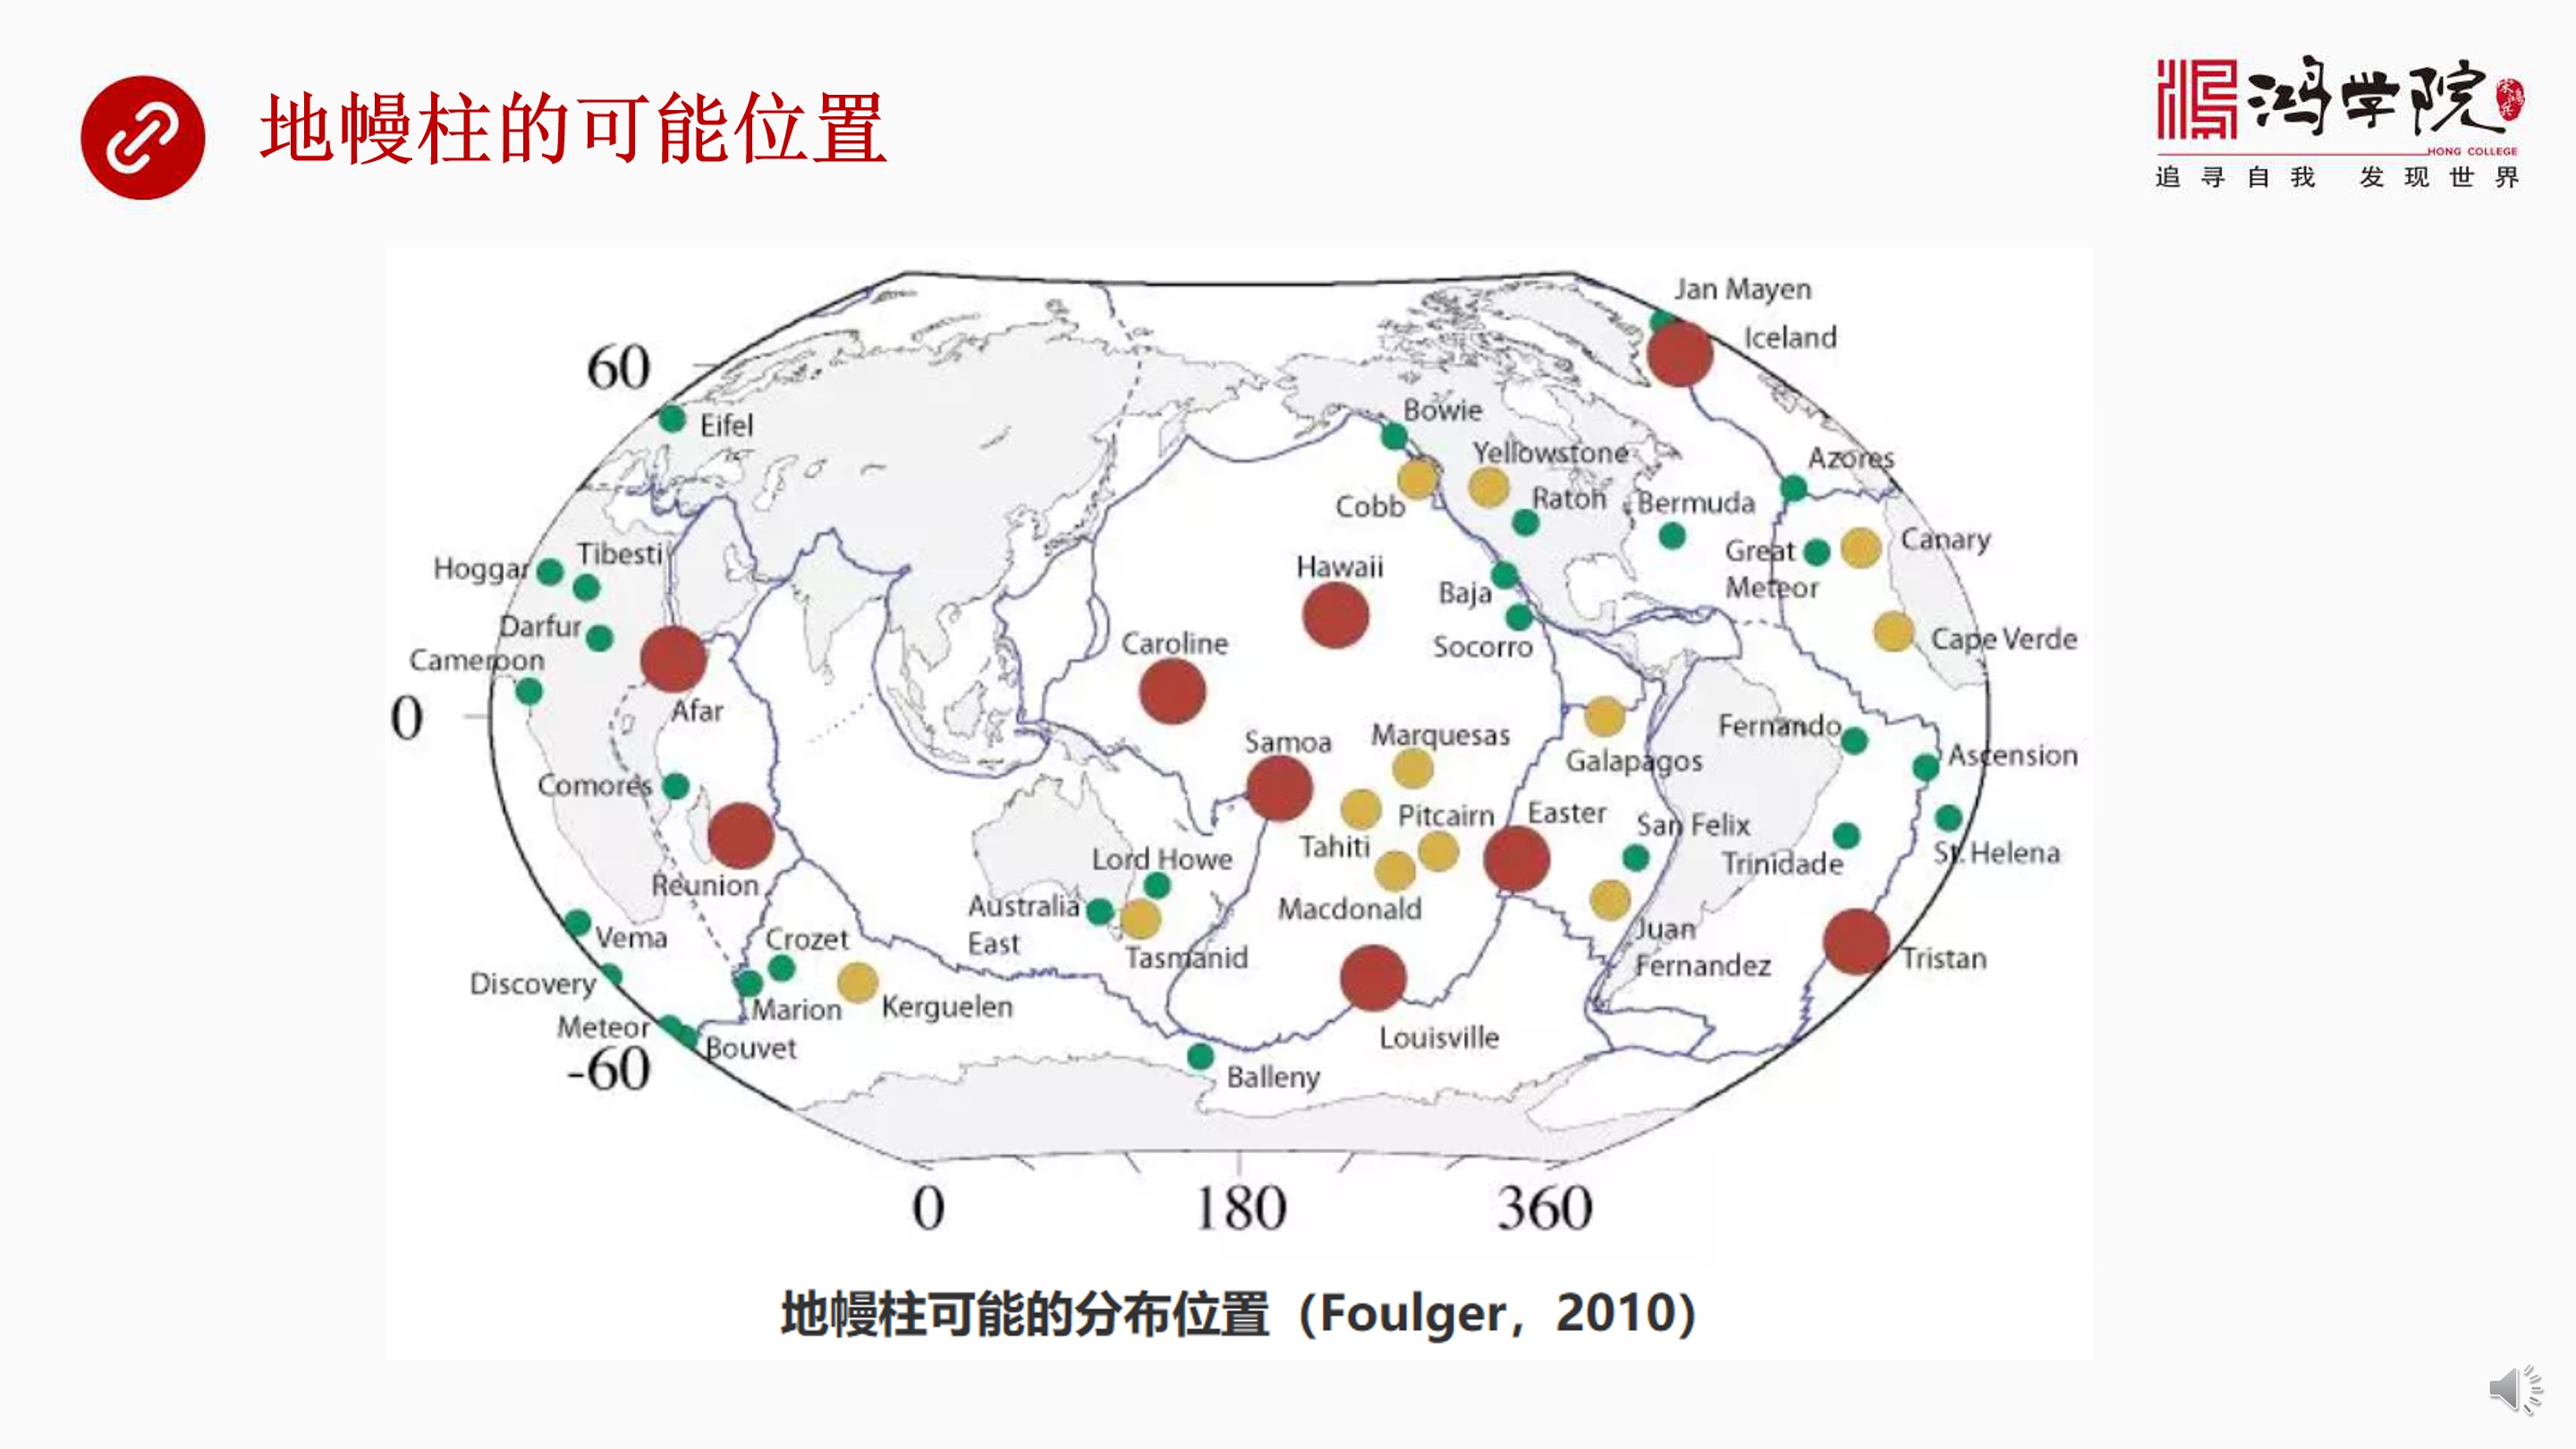 地幔柱的可能位置
鸿学院
HONG COLLEGE
追寻自我 发现世界
Jan Mayen
Iceland
60
Eifel
Bowie
Yellowstone
Azores
Cobb
Raton
Bermuda
Hoggar
Tibesti
Hawaii
Great
Meteor
Canary
Baja
Darfur
Caroline
Socorro
Cape Verde
Cameroon
0
Afar
Samoa
Marquesas
Galapagos
Fernando
Ascension
Comores
Pitcairn
Easter
San Felix
Tahiti
Lord Howe
Trinidade
St. Helena
Reunion
Australia
East
Macdonald
Vema
Crozet
Tasmanid
Juan
Fernandez
Tristan
Discovery
Marion
Kerguelen
Meteor
Bouvet
Louisville
-60
Balleny
0
180
360
地幔柱可能的分布位置（Foulger，2010）